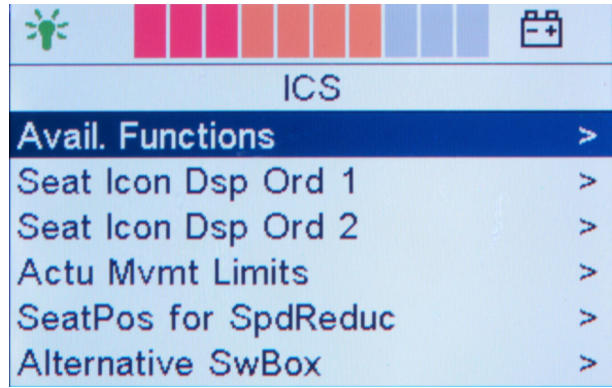 ICS
Avail. Functions >
Seat Icon Dsp Ord 1 >
Seat Icon Dsp Ord 2 >
Actu Mvmt Limits >
SeatPos for SpdReduc >
Alternative SwBox >